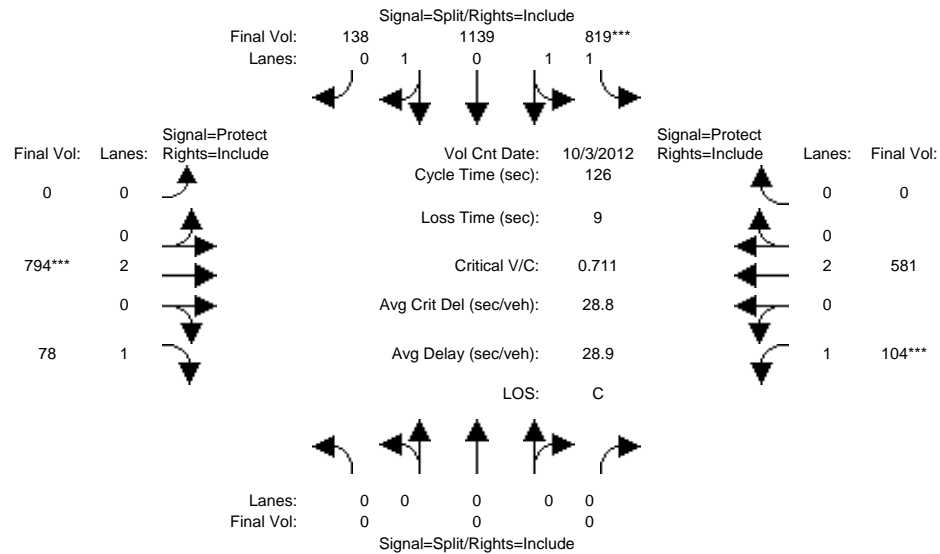 Signal=Split/Rights=Include
Final Vol: 138 1139 819***
Lanes: 0 1 0 1 1
Signal=Protect Signal=Protect
Final Vol: Lanes: Rights=Include Vol Cnt Date: 10/3/2012 Rights=Include Lanes: Final Vol:
Cycle Time (sec): 126
0 0 0 0
Loss Time (sec): 9
0 0
794*** 2 Critical V/C: 0.711 2 581
0 Avg Crit Del (sec/veh): 28.8 0
78 1 Avg Delay (sec/veh): 28.9 1 104***
LOS: C
Lanes: 0 0 0 0 0
Final Vol: 0 0 0
Signal=Split/Rights=Include